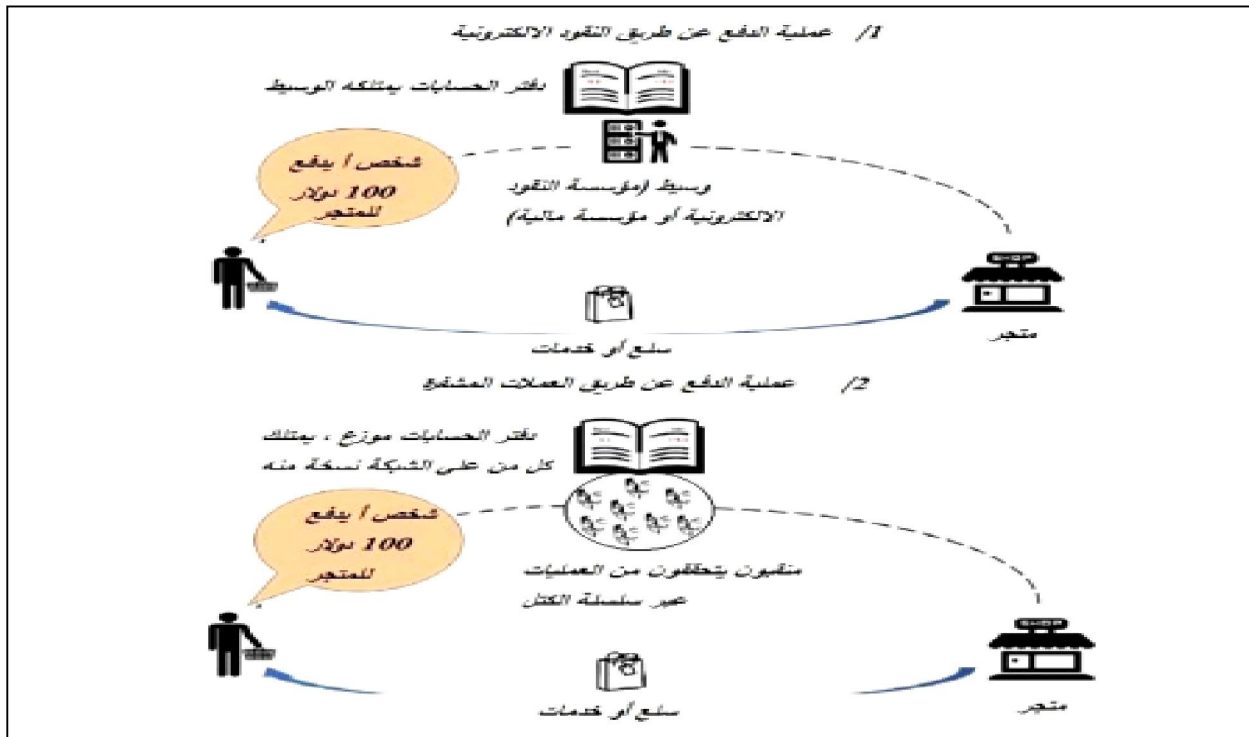 1/ عملية الدفع عن طريق النقود الالكترونية
دفتر الحسابات يمتلكه الوسيط
شخص أ يدفع
100 دولار
للمتجر
وسيط (مؤسسة النقود
الالكترونية أو مؤسسة مالية)
متجر
سلع أو خدمات
2/ عملية الدفع عن طريق العملات المشفرة
دفتر الحسابات موزع ، يمتلك
كل من على الشبكة نسخة منه
شخص أ يدفع
100 دولار
للمتجر
منقبون يتحققون من العمليات
عبر سلسلة الكتل
متجر
سلع أو خدمات